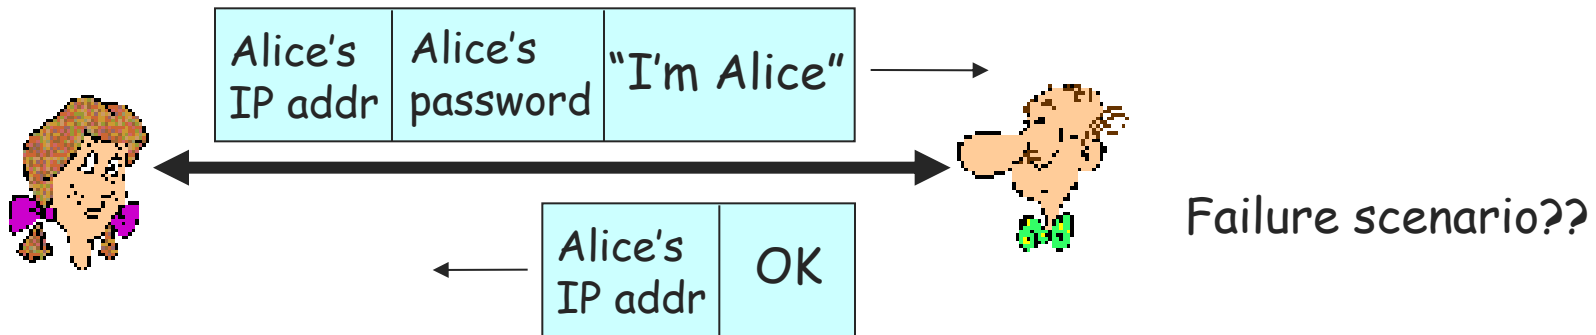 Alice's
IP addr
Alice's
password
“I'm Alice”
Failure scenario??
Alice's
IP addr
OK